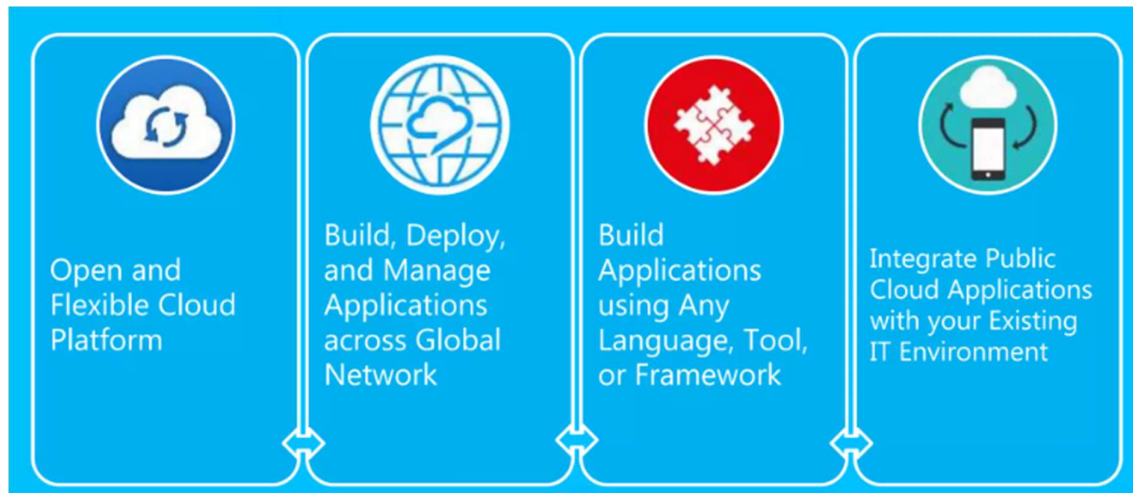 Open and
Flexible Cloud
Platform
Build, Deploy,
and Manage
Applications
across Global
Network
Build
Applications
using Any
Language, Tool,
or Framework
Integrate Public
Cloud Applications
with your Existing
IT Environment